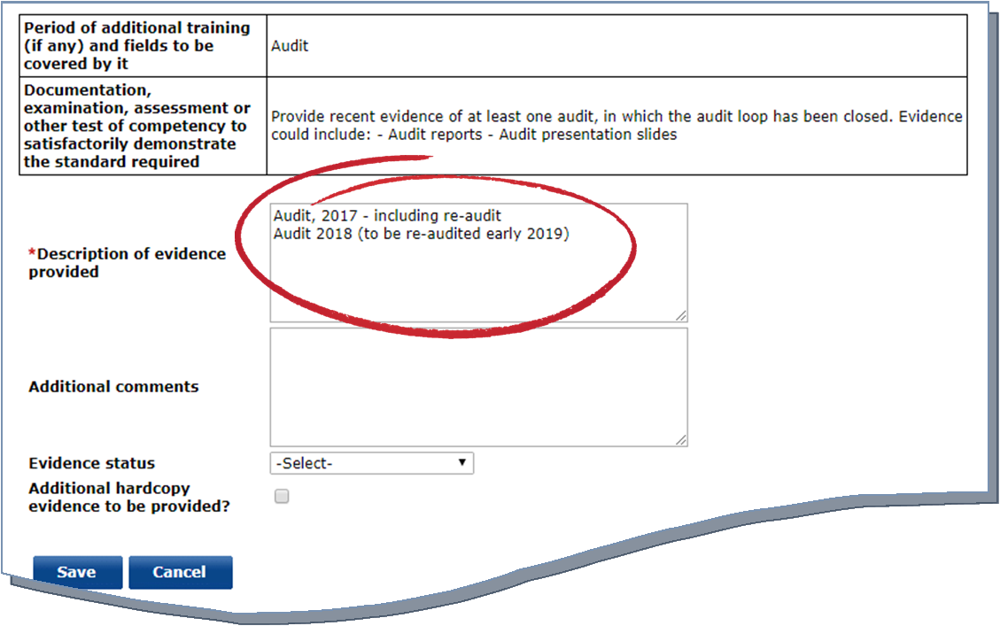 Period of additional training
(if any) and fields to be
covered by it
Audit
Documentation,
examination, assessment or
other test of competency to
satisfactorily demonstrate
the standard required
Provide recent evidence of at least one audit, in which the audit loop has been closed. Evidence
could include: - Audit reports - Audit presentation slides
*Description of evidence
provided
Audit, 2017 - including re-audit
Audit 2018 (to be re-audited early 2019)
Additional comments
Evidence status
-Select-
Additional hardcopy
evidence to be provided?
Save
Cancel